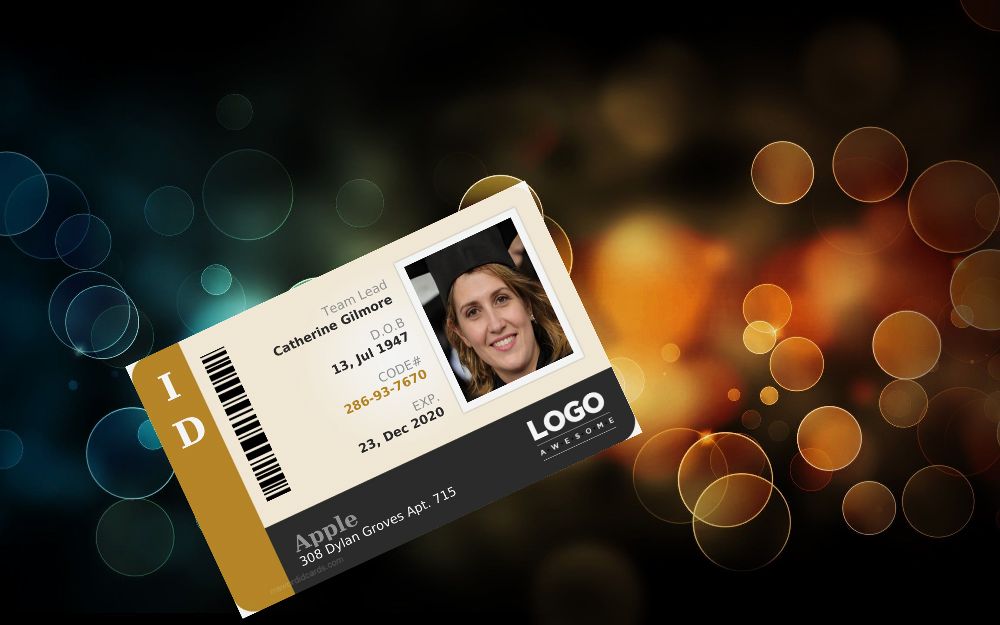 I
D
Team Lead
Catherine Gilmore
D.O.B
13, Jul 1947
CODE#
286-93-7670
EXP.
23, Dec 2020
LOGO
AWESOME
Apple
308 Dylan Groves Apt. 715